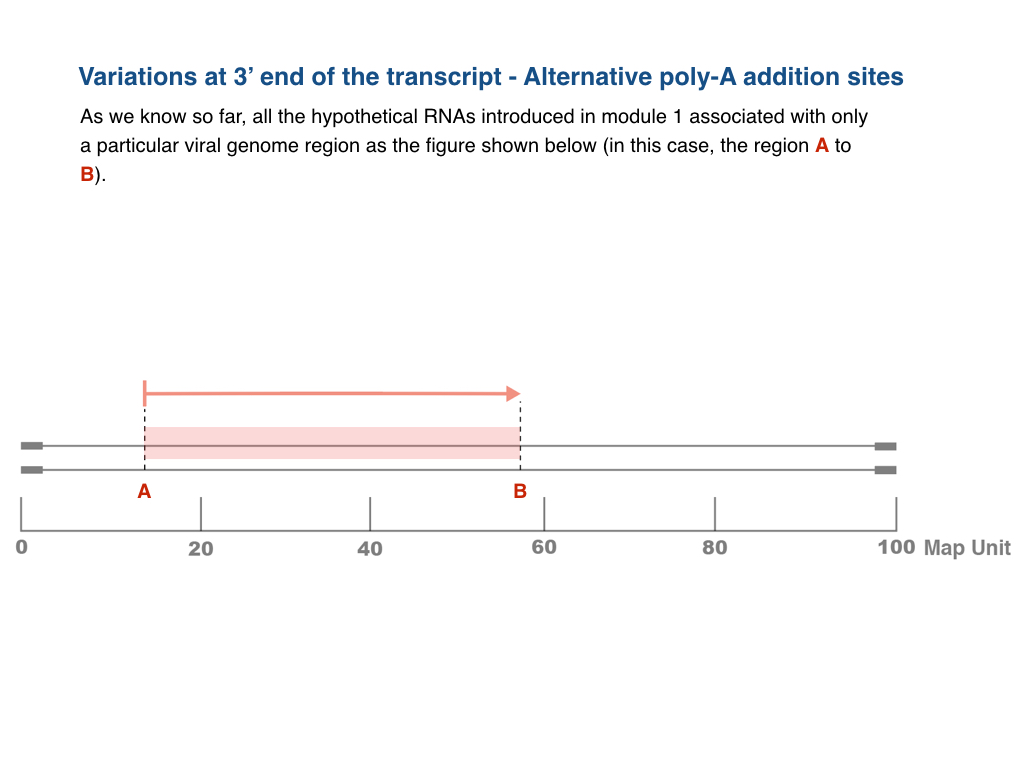 Variations at 3’ end of the transcript - Alternative poly-A addition sites
As we know so far, all the hypothetical RNAs introduced in module 1 associated with only
a particular viral genome region as the figure shown below (in this case, the region A to
B).
A B
0 20 40 60 80 100 Map Unit